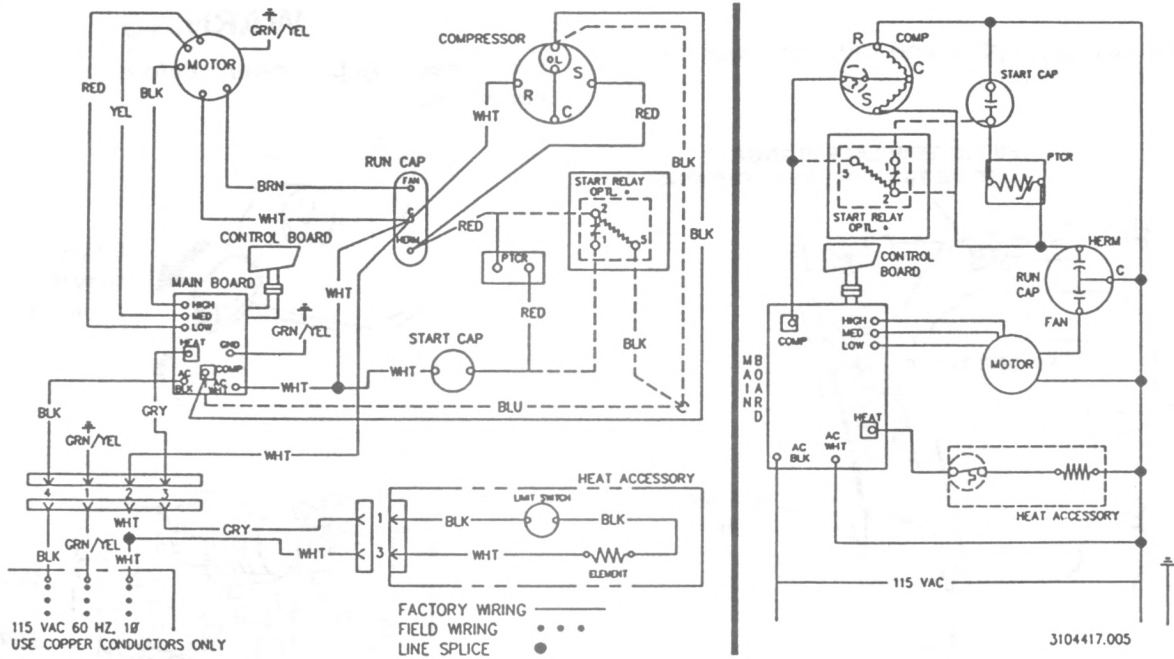 GRN/YEL
MOTOR
RED
YEL
BLK
BRN
WHT
COMPRESSOR
OL
S
R
C
BLK
WHT
RED
BLK
BLK
RUN CAP
FAN
C
HERM
RED
START RELAY
OPTL. *
2
1
5
PTCR
RED
BLK
CONTROL BOARD
MAIN BOARD
HIGH
MED
LOW
HEAT
GND
COMP
AC
BLK
AC
WHT
GRN/YEL
WHT
START CAP
WHT
WHT
BLU
BLK
GRN/YEL
GRY
WHT
4 1 2 3
WHT
GRY
BLK
GRN/YEL
WHT
WHT
115 VAC 60 HZ, 1Ø
USE COPPER CONDUCTORS ONLY
HEAT ACCESSORY
LIMIT SWITCH
1
BLK
BLK
3
WHT
ELEMENT
FACTORY WIRING
FIELD WIRING
LINE SPLICE
R
COMP
C
S
START CAP
PTCR
5
1
2
START RELAY
OPTL. *
CONTROL
BOARD
HERM
RUN
CAP
C
FAN
COMP
HIGH
MED
LOW
MOTOR
MAIN
BOARD
HEAT
AC
BLK
AC
WHT
HEAT ACCESSORY
115 VAC
3104417.005